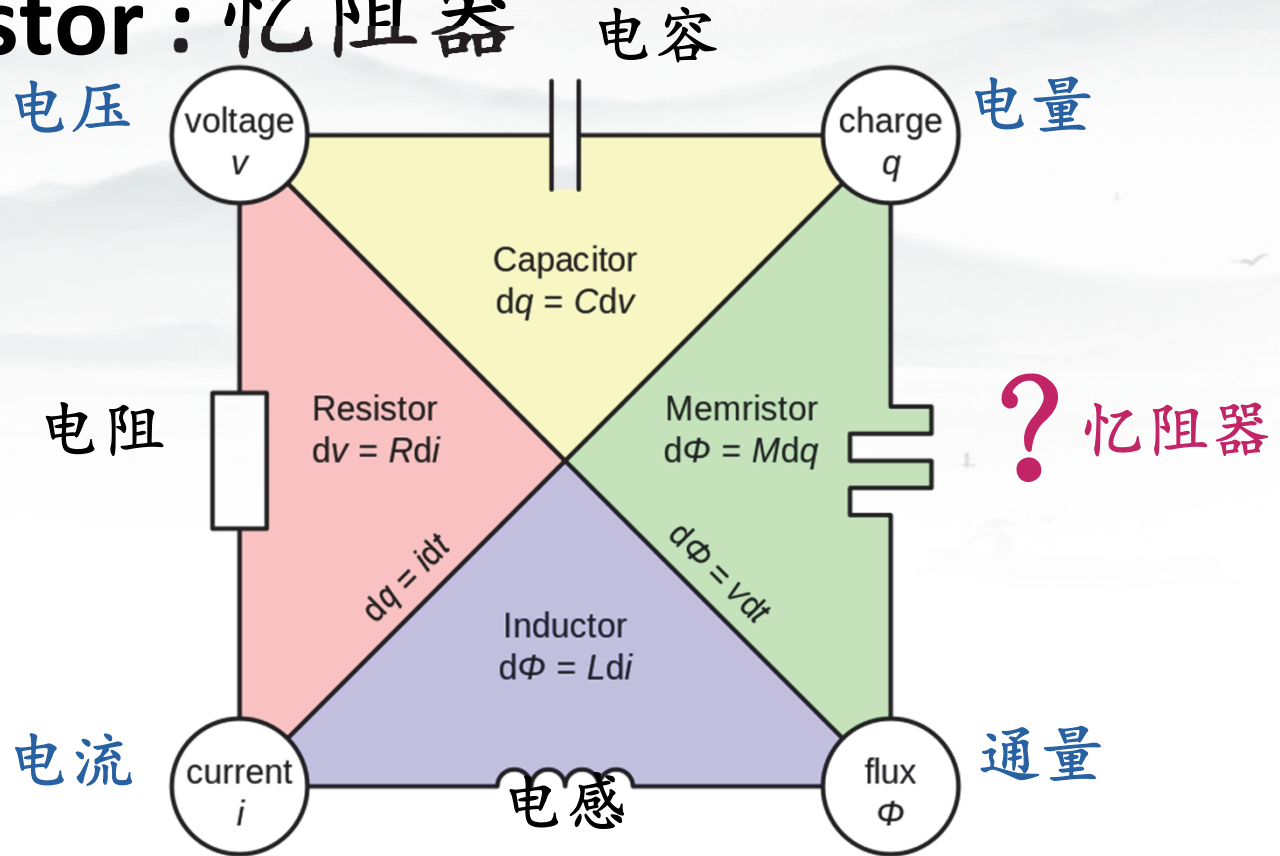 stor : 忆阻器
电容
电压
voltage
v
charge
q
电量
Capacitor
dq = Cdv
电阻
Resistor
dv = Rdi
Memristor
dΦ = Mdq
? 忆阻器
dq = idt
dΦ = vdt
Inductor
dΦ = Ldi
电流
current
i
电感
flux
Φ
通量